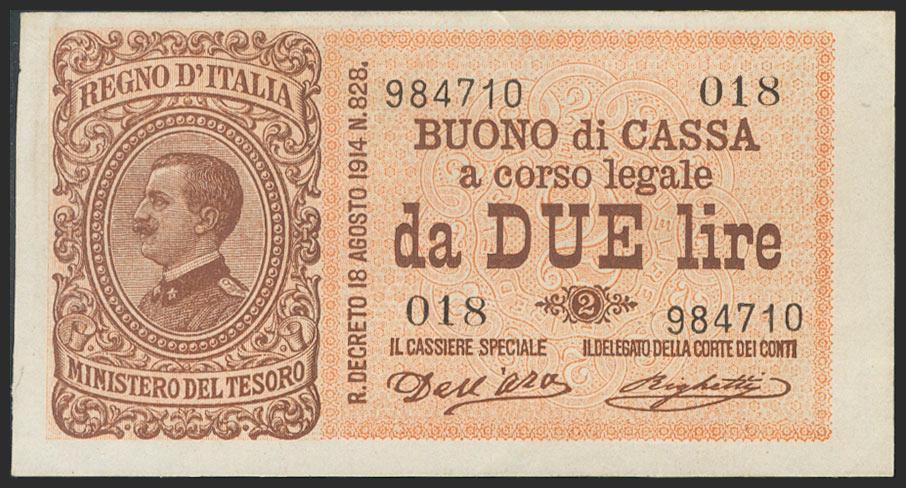 REGNO D'ITALIA
MINISTERO DEL TESORO
R. DECRETO 18 AGOSTO 1914 N. 828.
984710 018
BUONO di CASSA
a corso legale
da DUE lire
018 2 984710
IL CASSIERE SPECIALE IL DELEGATO DELLA CORTE DEI CONTI
Dell'Ara Righetti